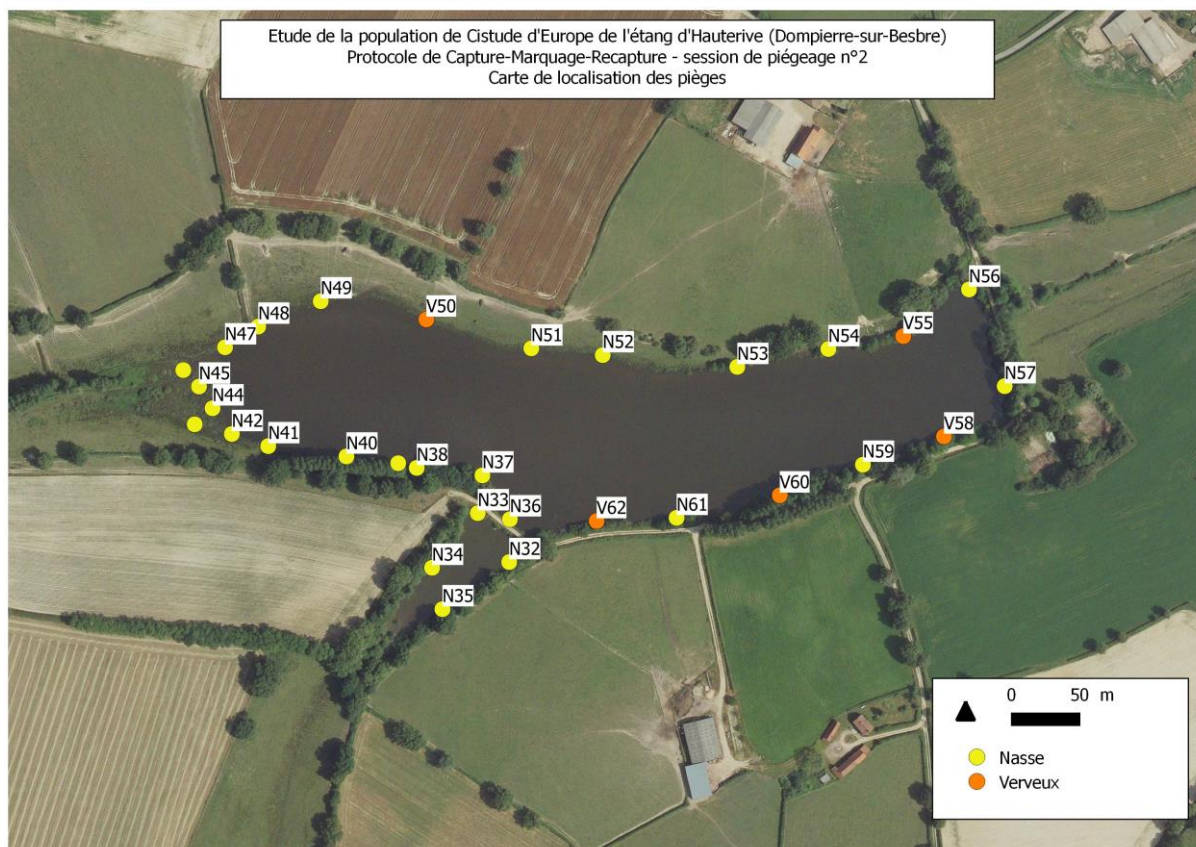 Etude de la population de Cistude d'Europe de l'étang d'Hauterive (Dompierre-sur-Besbre)
Protocole de Capture-Marquage-Recapture - session de piégeage n°2
Carte de localisation des pièges
N56
N49
V50
N48
V55
N47
N51
N54
N52
N53
N45
N57
N44
N42
V58
N41
N40
N38
N59
N37
V60
N33
N36
N61
V62
N32
N34
N35
0 50 m
Nasse
Verveux